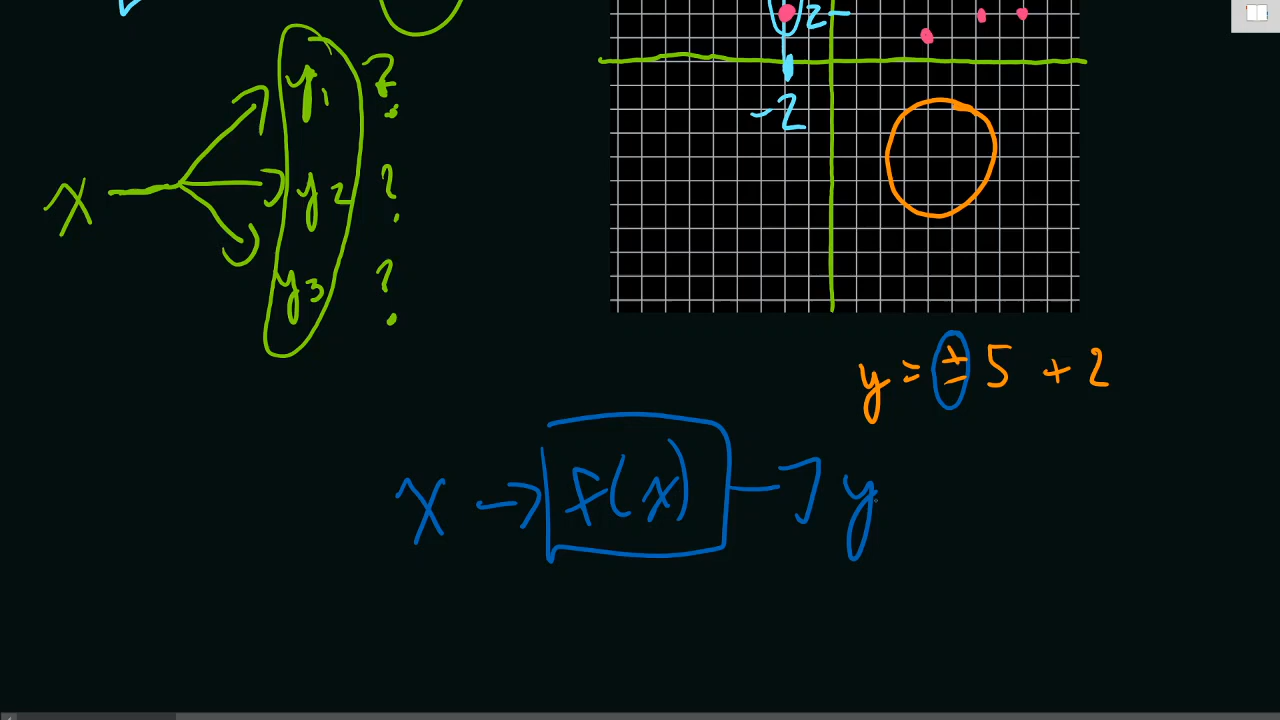 x → y₁ ?
y₂ ?
y₃ ?
2
-2
y = ± 5 + 2
x → f(x) → y